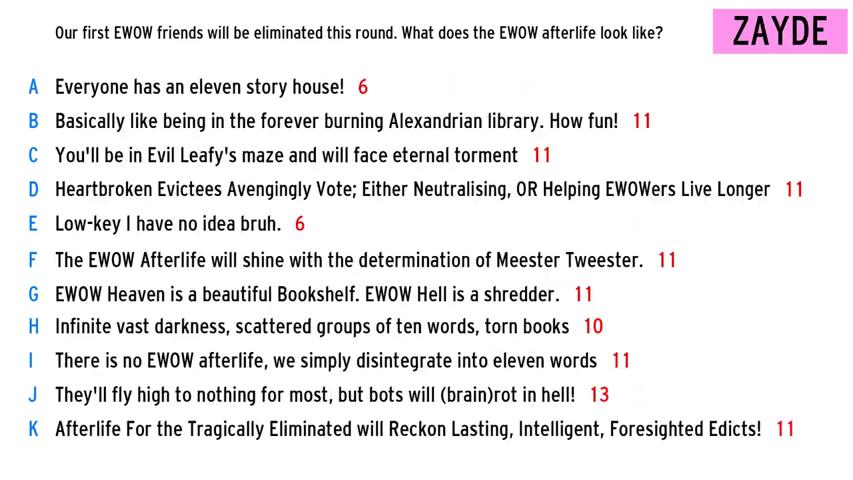 Our first EWOW friends will be eliminated this round. What does the EWOW afterlife look like?
ZAYDE
A Everyone has an eleven story house! 6
B Basically like being in the forever burning Alexandrian library. How fun! 11
C You'll be in Evil Leafy's maze and will face eternal torment 11
D Heartbroken Evictees Avengingly Vote; Either Neutralising, OR Helping EWOWers Live Longer 11
E Low-key I have no idea bruh. 6
F The EWOW Afterlife will shine with the determination of Meester Tweester. 11
G EWOW Heaven is a beautiful Bookshelf. EWOW Hell is a shredder. 11
H Infinite vast darkness, scattered groups of ten words, torn books 10
I There is no EWOW afterlife, we simply disintegrate into eleven words 11
J They'll fly high to nothing for most, but bots will (brain)rot in hell! 13
K Afterlife For the Tragically Eliminated will Reckon Lasting, Intelligent, Foresighted Edicts! 11